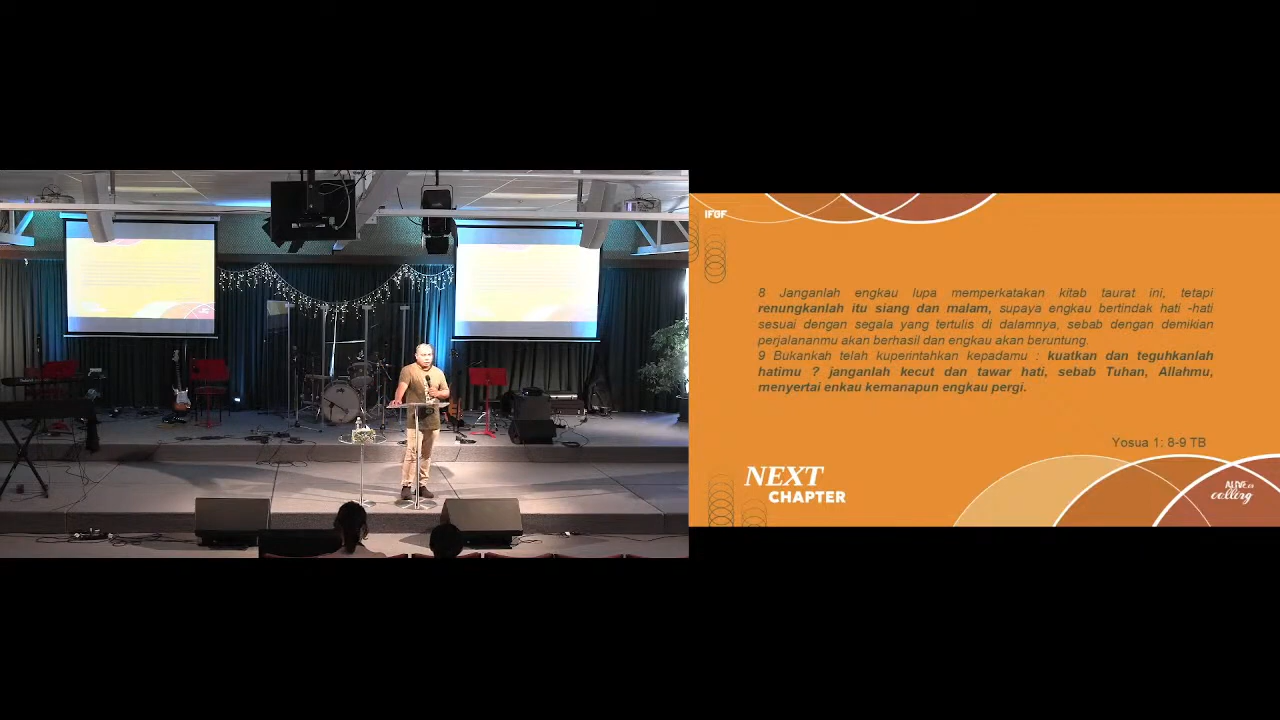 IFGF
8 Janganlah engkau lupa memperkatakan kitab taurat ini, tetapi
renungkanlah itu siang dan malam, supaya engkau bertindak hati -hati
sesuai dengan segala yang tertulis di dalamnya, sebab dengan demikian
perjalananmu akan berhasil dan engkau akan beruntung.
9 Bukankah telah kuperintahkan kepadamu : kuatkan dan teguhkanlah
hatimu ? janganlah kecut dan tawar hati, sebab Tuhan, Allahmu,
menyertai enkau kemanapun engkau pergi.
Yosua 1: 8-9 TB
NEXT
CHAPTER
ALIVE
calling